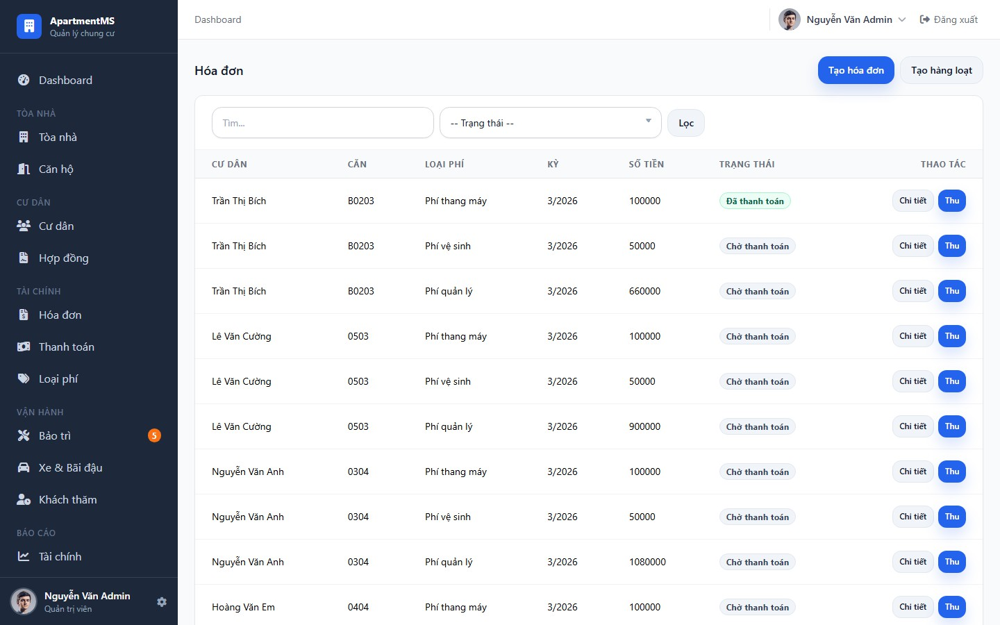 ApartmentMS
Quản lý chung cư
Dashboard
TÒA NHÀ
Tòa nhà
Căn hộ
CƯ DÂN
Cư dân
Hợp đồng
TÀI CHÍNH
Hóa đơn
Thanh toán
Loại phí
VẬN HÀNH
Bảo trì 5
Xe & Bãi đậu
Khách thăm
BÁO CÁO
Tài chính
Nguyễn Văn Admin
Quản trị viên
Dashboard
Nguyễn Văn Admin Đăng xuất
Hóa đơn
Tạo hóa đơn Tạo hàng loạt
Tìm... -- Trạng thái -- Lọc
CƯ DÂN CĂN LOẠI PHÍ KỲ SỐ TIỀN TRẠNG THÁI THAO TÁC
Trần Thị Bích B0203 Phí thang máy 3/2026 100000 Đã thanh toán Chi tiết Thu
Trần Thị Bích B0203 Phí vệ sinh 3/2026 50000 Chờ thanh toán Chi tiết Thu
Trần Thị Bích B0203 Phí quản lý 3/2026 660000 Chờ thanh toán Chi tiết Thu
Lê Văn Cường 0503 Phí thang máy 3/2026 100000 Chờ thanh toán Chi tiết Thu
Lê Văn Cường 0503 Phí vệ sinh 3/2026 50000 Chờ thanh toán Chi tiết Thu
Lê Văn Cường 0503 Phí quản lý 3/2026 900000 Chờ thanh toán Chi tiết Thu
Nguyễn Văn Anh 0304 Phí thang máy 3/2026 100000 Chờ thanh toán Chi tiết Thu
Nguyễn Văn Anh 0304 Phí vệ sinh 3/2026 50000 Chờ thanh toán Chi tiết Thu
Nguyễn Văn Anh 0304 Phí quản lý 3/2026 1080000 Chờ thanh toán Chi tiết Thu
Hoàng Văn Em 0404 Phí thang máy 3/2026 100000 Chờ thanh toán Chi tiết Thu